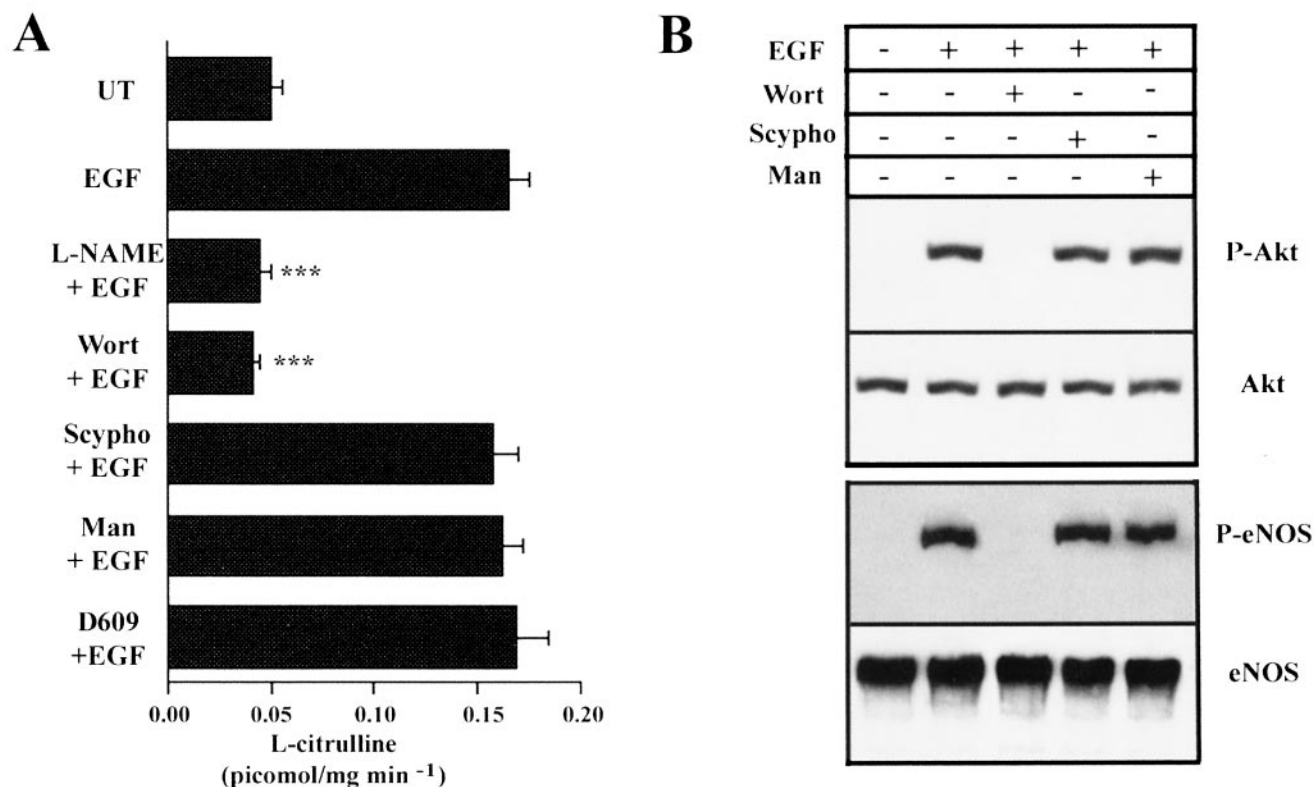 A
UT
EGF
L-NAME
+ EGF
Wort
+ EGF
Scypho
+ EGF
Man
+ EGF
D609
+EGF
0.00 0.05 0.10 0.15 0.20
L-citrulline
(picomol/mg min -1)
***
***
B
EGF - + + + +
Wort - - + - -
Scypho - - - + -
Man - - - - +
P-Akt
Akt
P-eNOS
eNOS